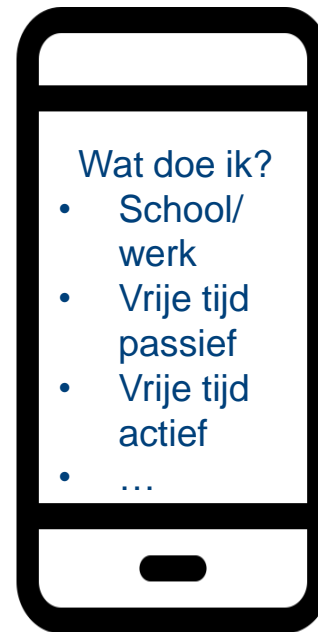 Wat doe ik?
• School/
werk
• Vrije tijd
passief
• Vrije tijd
actief
• …